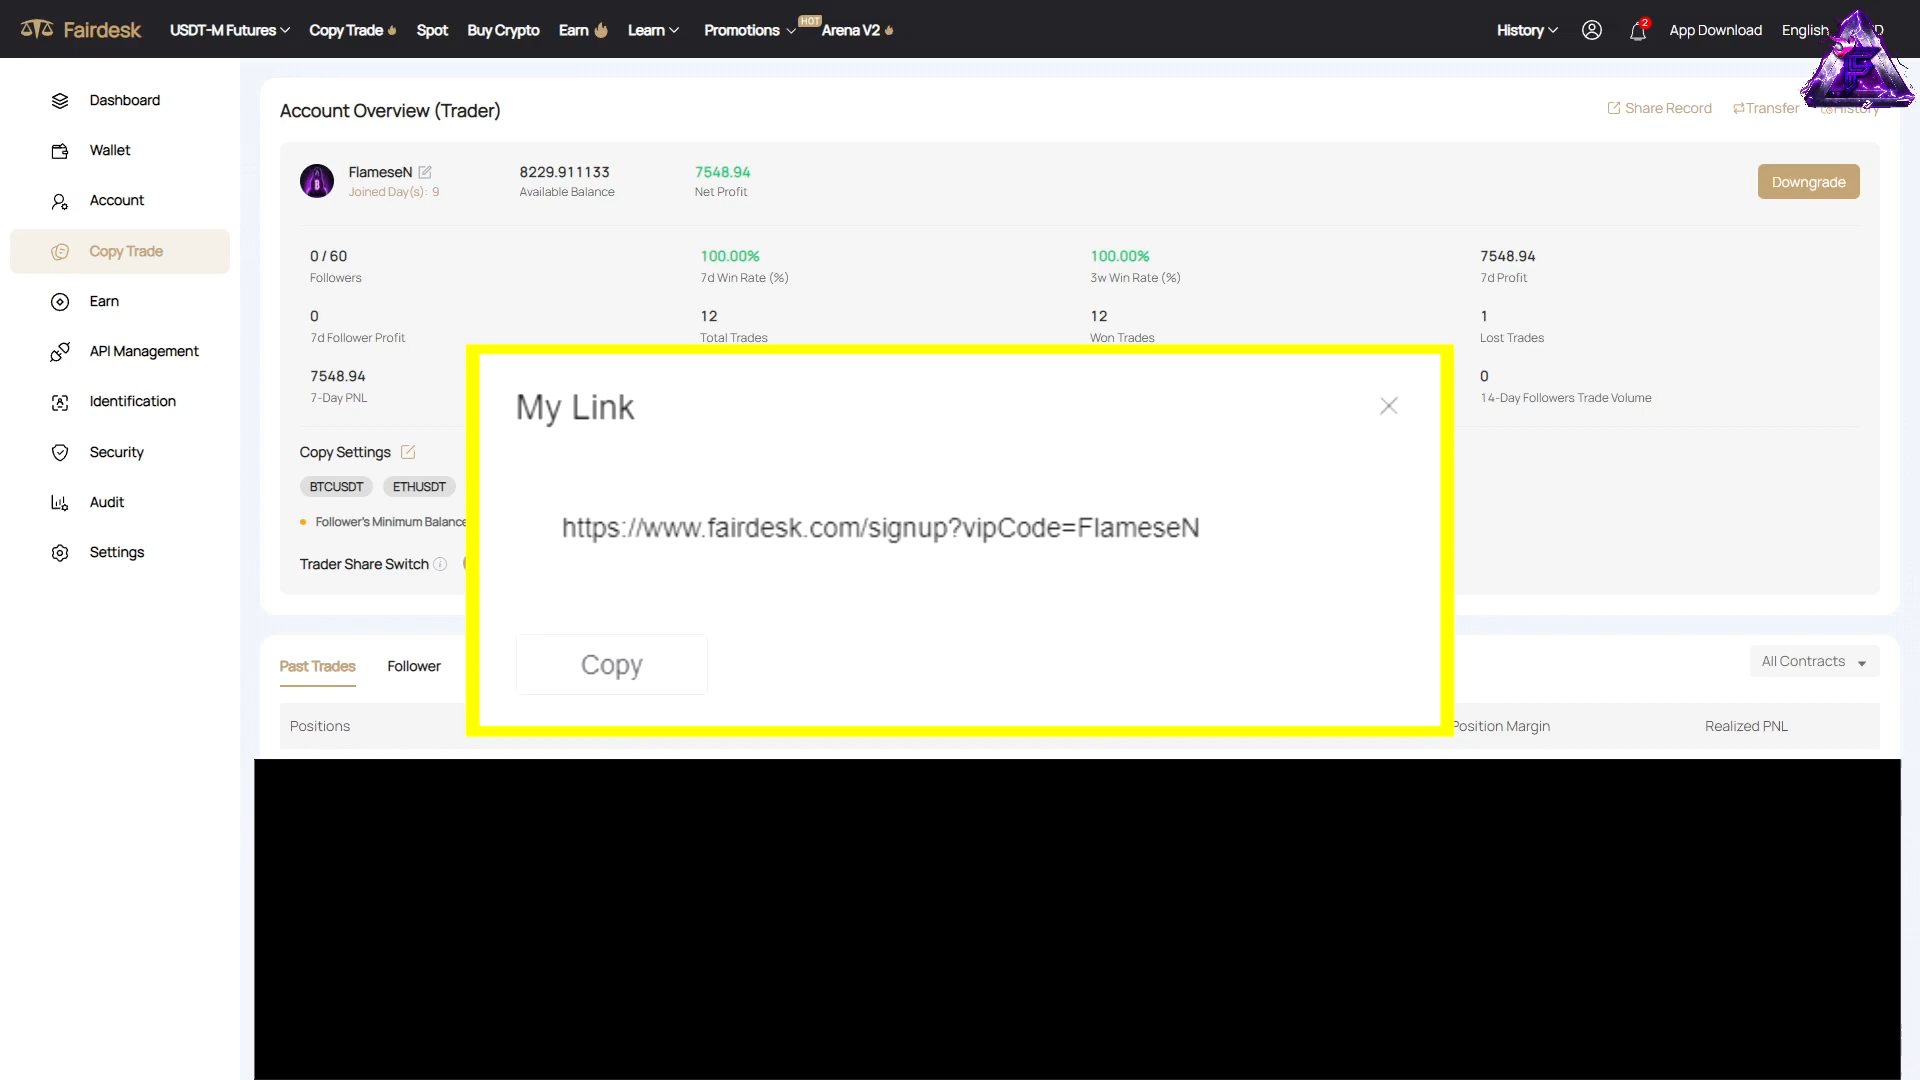 Fairdesk
USDT-M Futures Copy Trade Spot Buy Crypto Earn Learn Promotions HOT Arena V2 History 2 App Download English
Dashboard
Wallet
Account
Copy Trade
Earn
API Management
Identification
Security
Audit
Settings
Account Overview (Trader)
Share Record Transfer History
FlameseN
Joined Day(s): 9
8229.911133
Available Balance
7548.94
Net Profit
Downgrade
0 / 60
Followers
100.00%
7d Win Rate (%)
100.00%
3w Win Rate (%)
7548.94
7d Profit
0
7d Follower Profit
12
Total Trades
12
Won Trades
1
Lost Trades
7548.94
7-Day PNL
0
14-Day Followers Trade Volume
Copy Settings
BTCUSDT ETHUSDT
Follower's Minimum Balance
Trader Share Switch
My Link
https://www.fairdesk.com/signup?vipCode=FlameseN
Copy
Past Trades Follower
All Contracts
Positions
Position Margin
Realized PNL